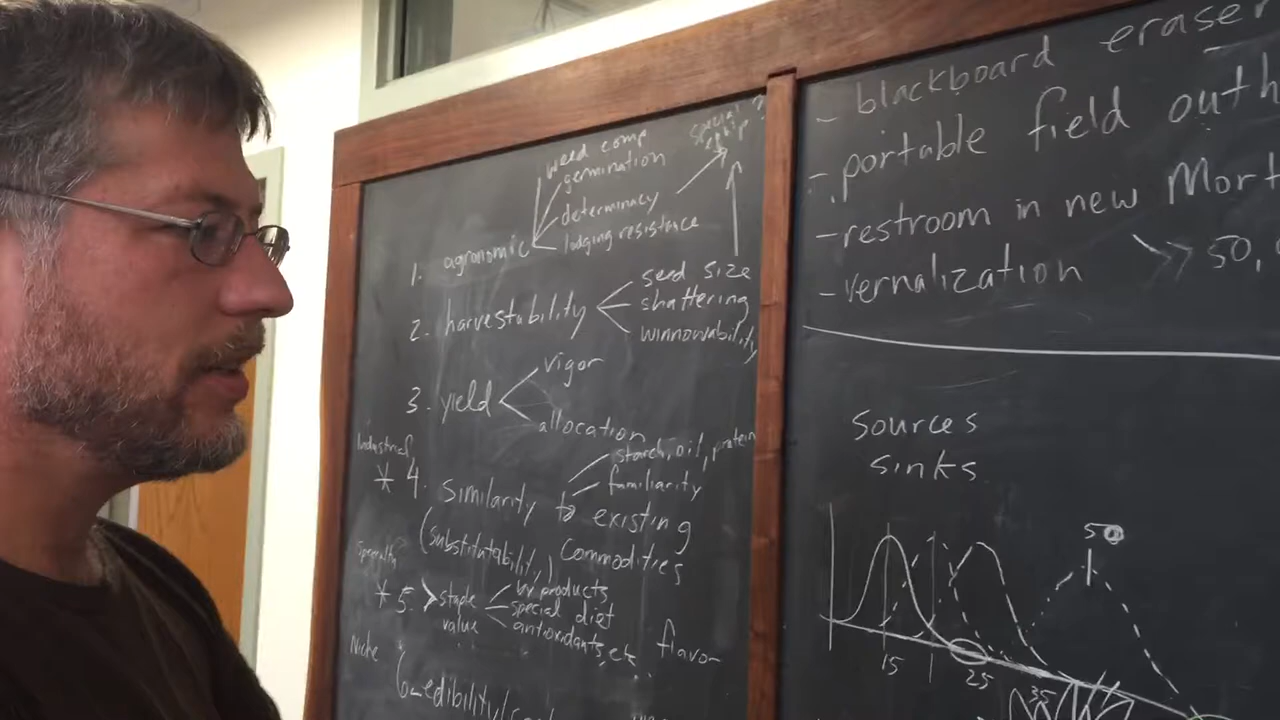 weed comp
germination
determinacy
lodging resistance
special
equip ?
1. agronomic
2. harvestability
seed size
shattering
winnowability
3. yield
vigor
allocation
Industrial
* 4. Similarity to existing
commodities
(substitutability)
starch, oil, protein
familiarity
Specialty
* 5. > staple
value
by products
special diet
antioxidants, etc
flavor
Niche
- blackboard eraser
- portable field outh
- restroom in new Mort
- vernalization >> 50,
Sources
sinks
50
15
25
35